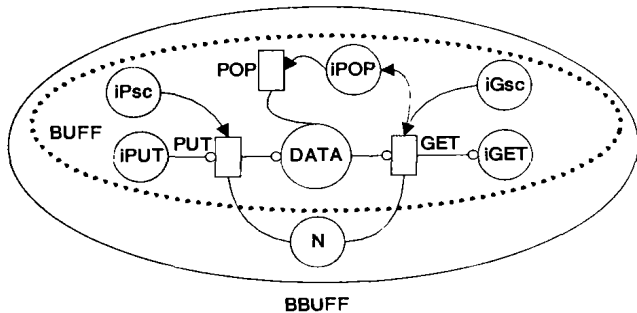 POP
iPOP
iPsc
iGsc
BUFF
iPUT
PUT
DATA
GET
iGET
N
BBUFF